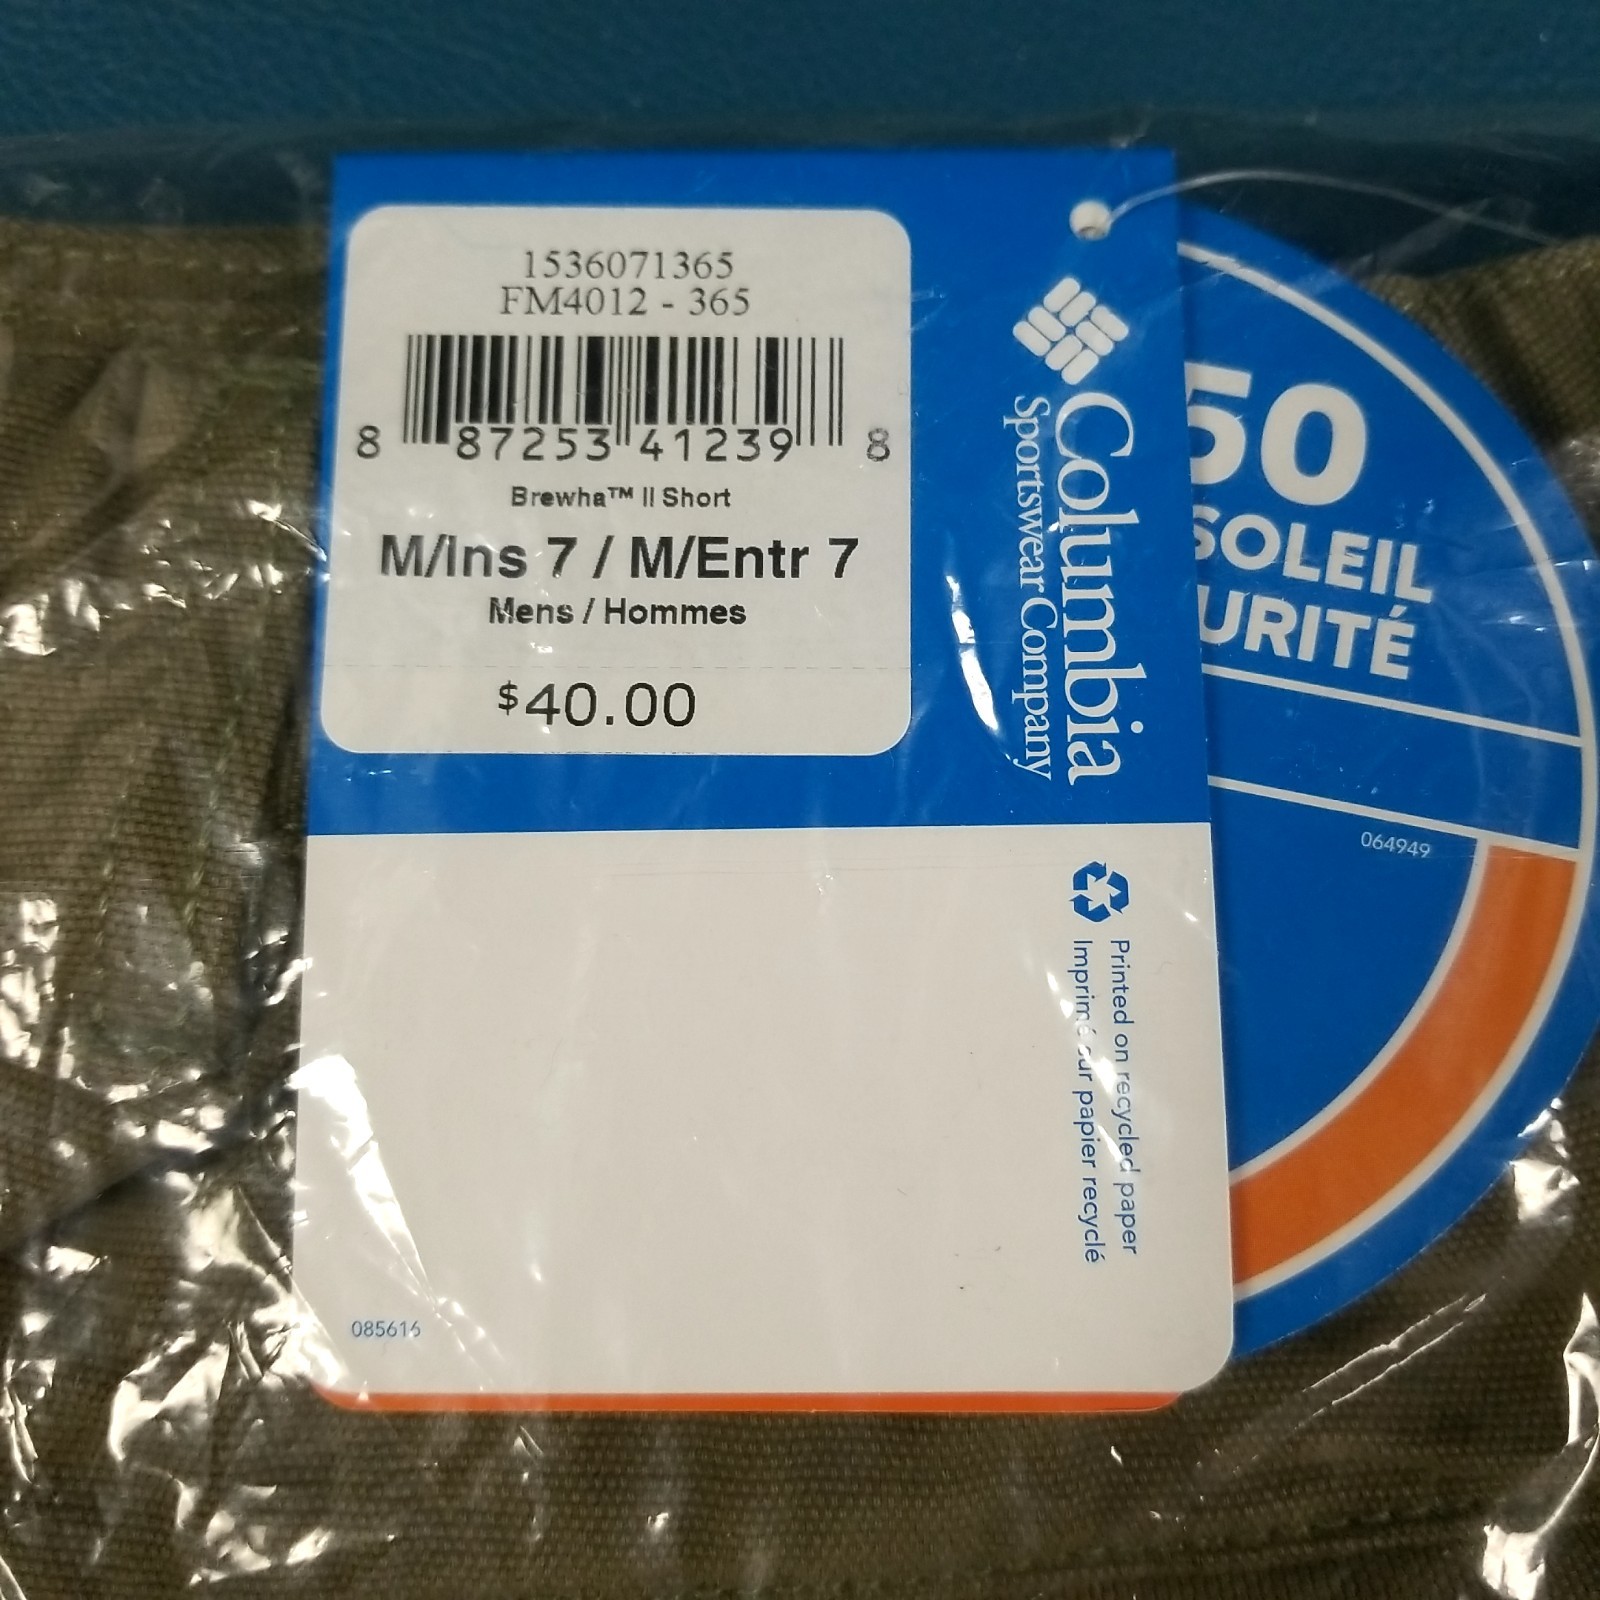 1536071365
FM4012 - 365
8 87253 41239 8
Brewha™ II Short
M/Ins 7 / M/Entr 7
Mens / Hommes
$40.00
Columbia
Sportswear Company
Printed on recycled paper
Imprimé sur papier recyclé
085616
50
SOLEIL
URITÉ
064949